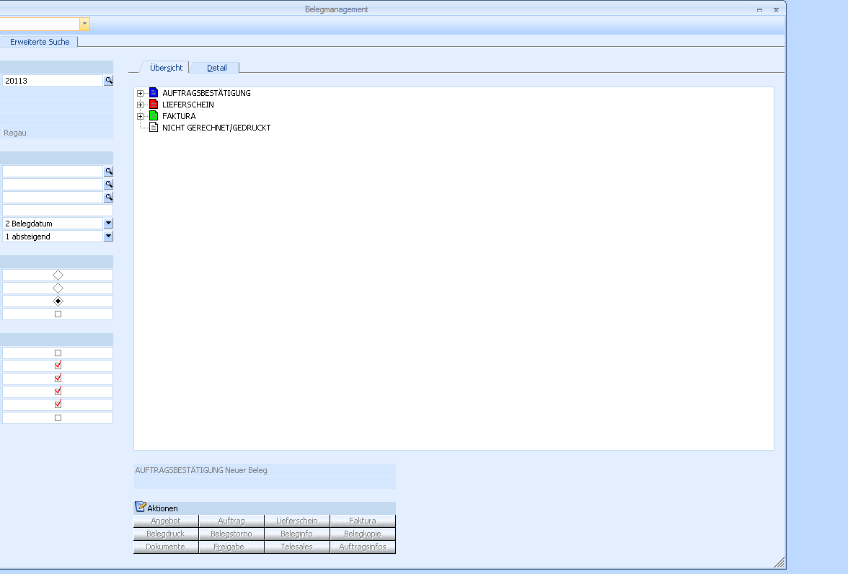 Belegmanagement
Erweiterte Suche
Übersicht Detail
20113
AUFTRAGSBESTÄTIGUNG
LIEFERSCHEIN
FAKTURA
NICHT GERECHNET/GEDRUCKT
Regau
2 Belegdatum
1 absteigend
AUFTRAGSBESTÄTIGUNG Neuer Beleg
Aktionen
Angebot Auftrag Lieferschein Faktura
Belegdruck Belegstorno Beleginfo Belegkopie
Dokumente Freigabe Telesales Auftragsinfos